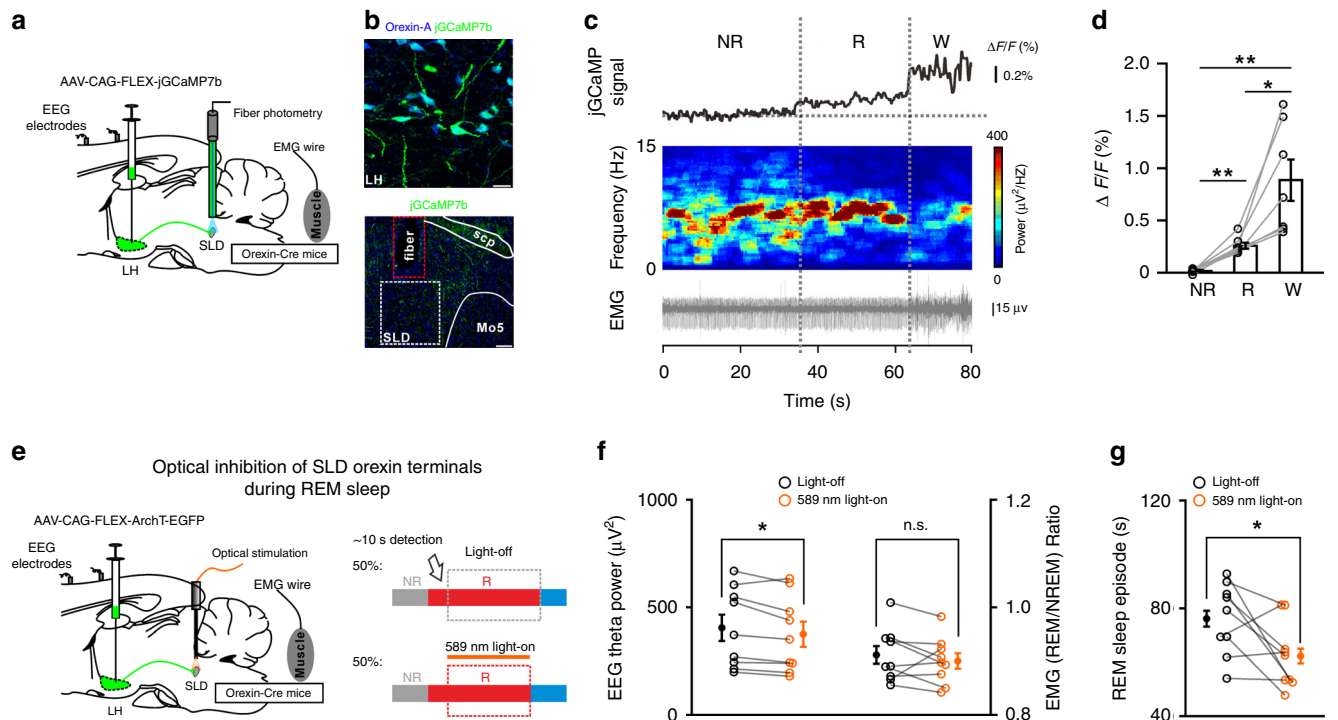 a
AAV-CAG-FLEX-jGCaMP7b
EEG
electrodes
Fiber photometry
EMG wire
Muscle
SLD
LH
Orexin-Cre mice
b
Orexin-A jGCaMP7b
LH
jGCaMP7b
fiber
scp
SLD
Mo5
c
NR
R
W
ΔF/F (%)
0.2%
jGCaMP
signal
15
0
Frequency (Hz)
400
0
Power (μV²/HZ)
EMG
15 μv
0
20
40
60
80
Time (s)
d
**
*
**
2.0
1.5
1.0
0.5
0
Δ F/F (%)
NR
R
W
e
Optical inhibition of SLD orexin terminals
during REM sleep
AAV-CAG-FLEX-ArchT-EGFP
EEG
electrodes
Optical stimulation
EMG wire
Muscle
SLD
LH
Orexin-Cre mice
~10 s detection
50%:
Light-off
NR
R
589 nm light-on
50%:
NR
R
f
Light-off
589 nm light-on
1000
500
0
EEG theta power (μV²)
*
n.s.
1.2
1.0
0.8
EMG (REM/NREM) Ratio
g
Light-off
589 nm light-on
120
80
40
REM sleep episode (s)
*